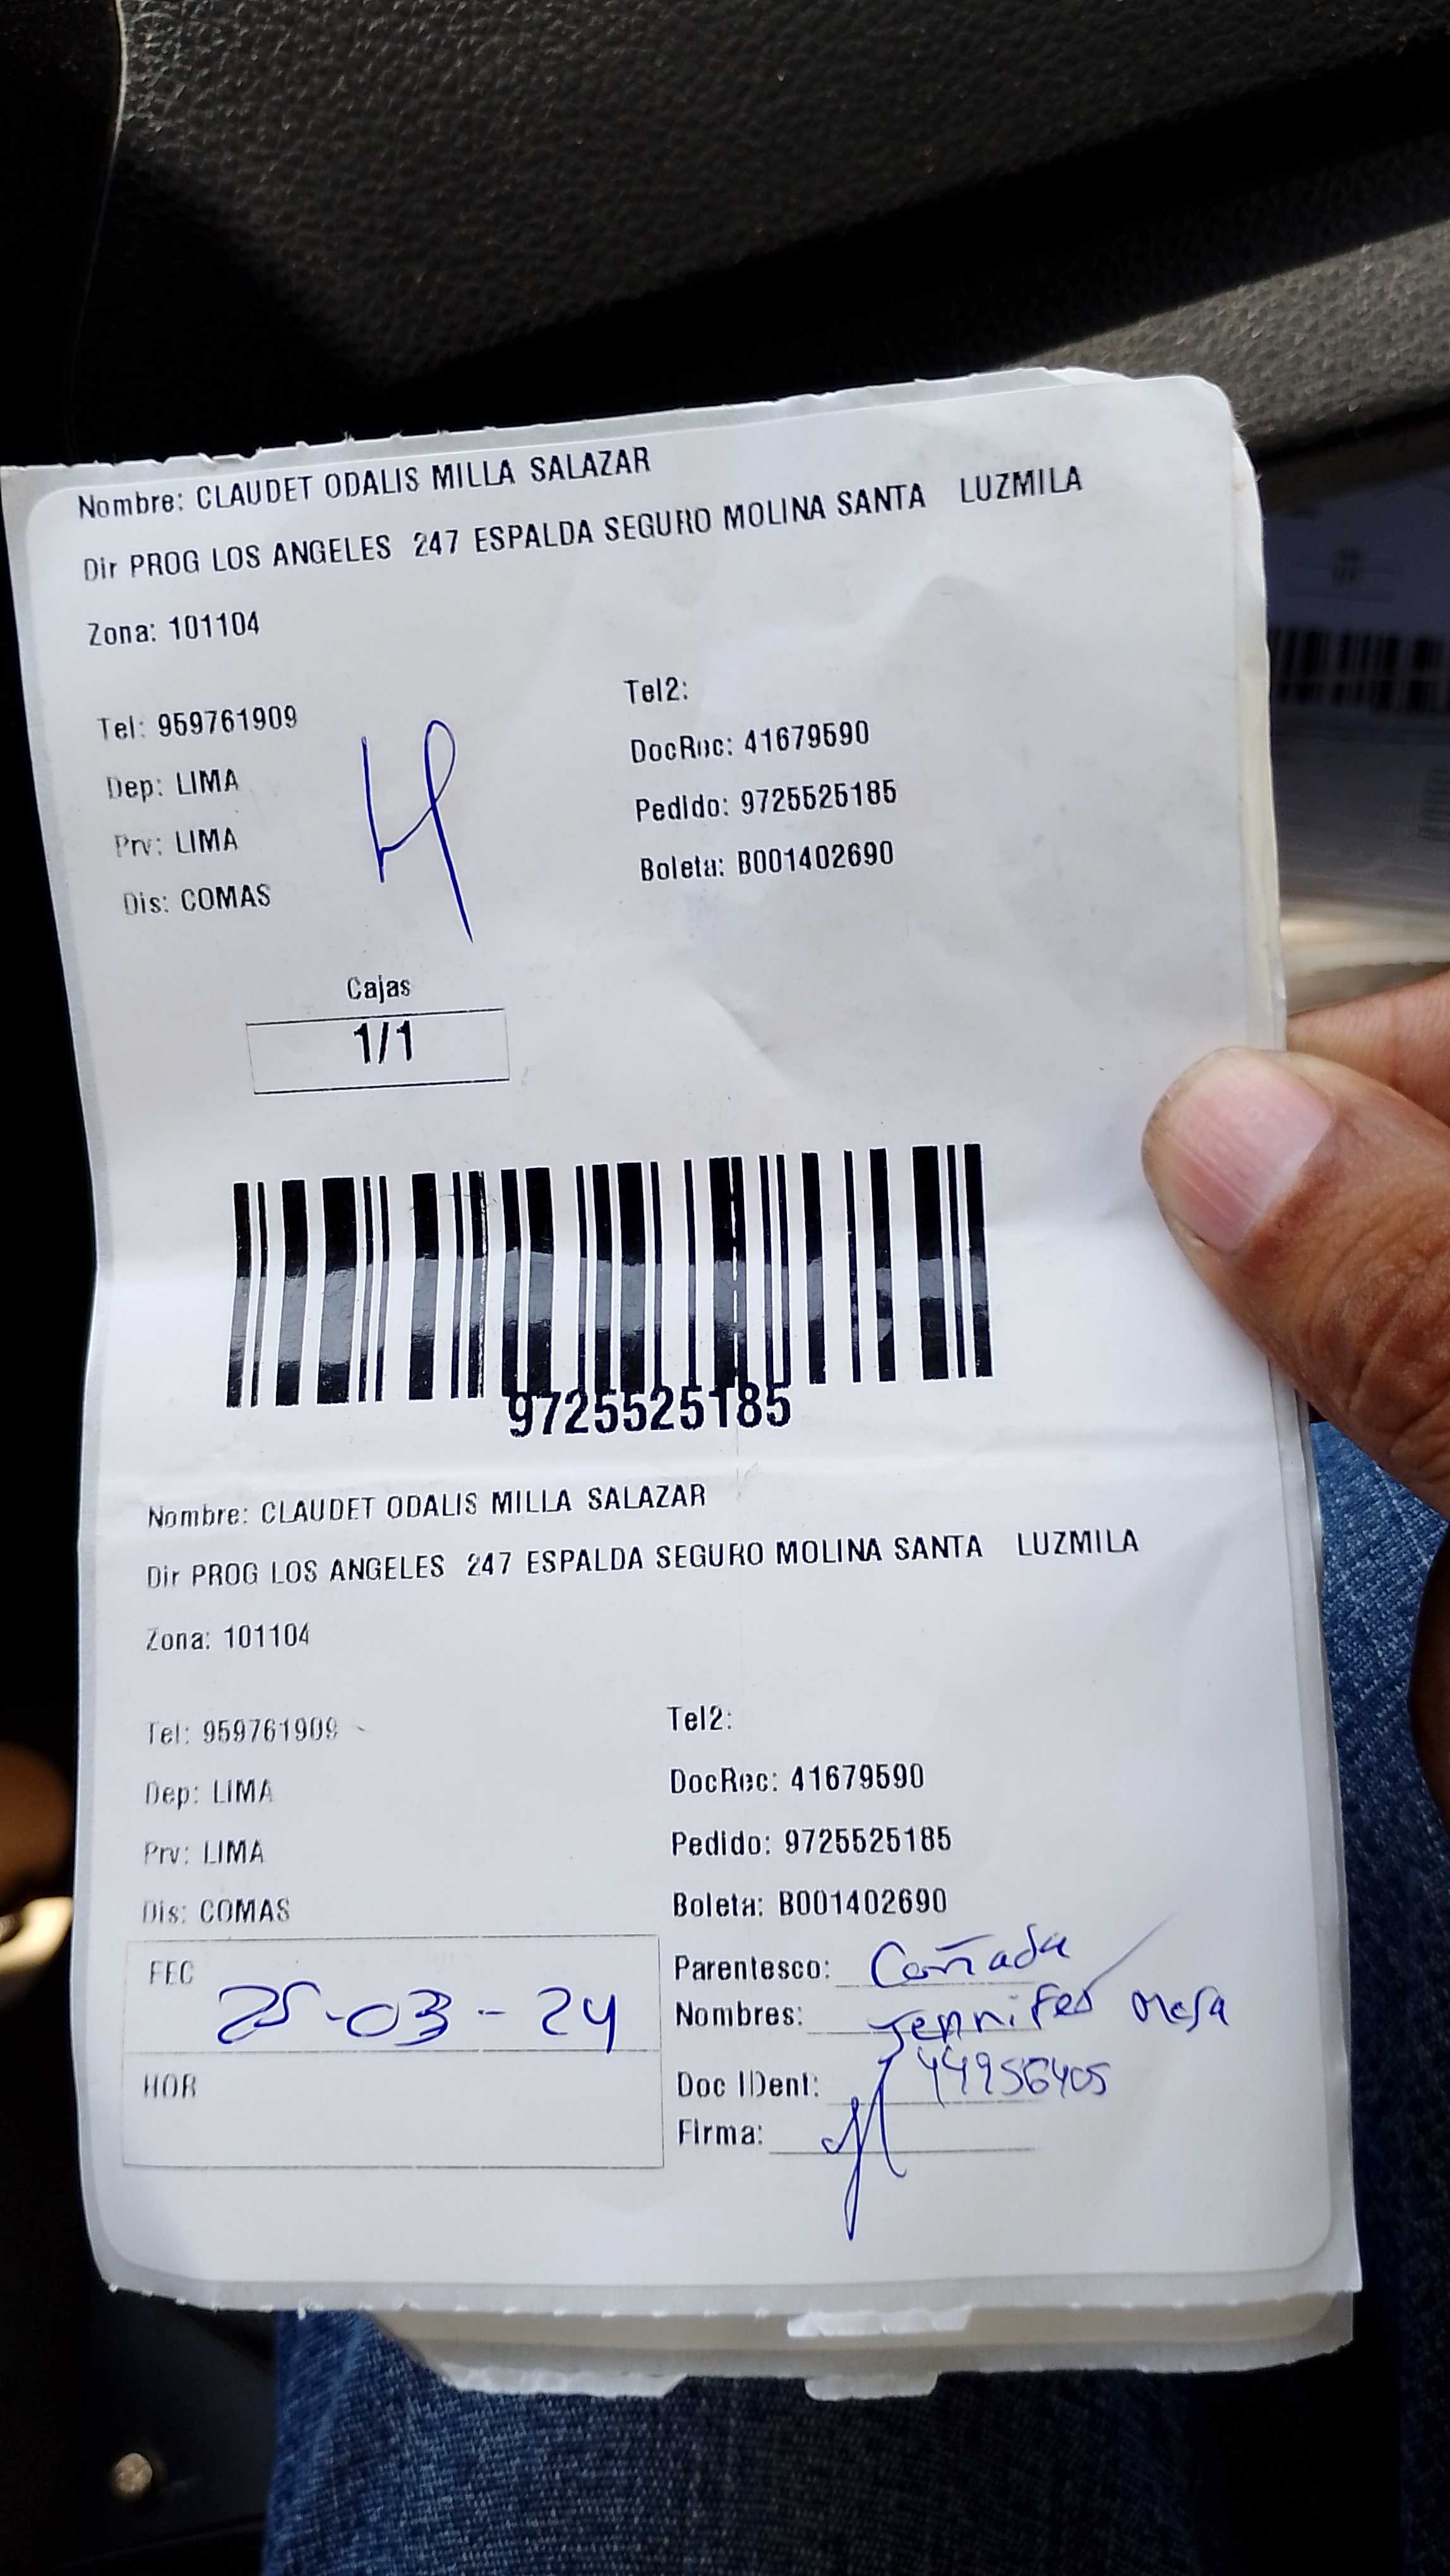 Nombre: CLAUDET ODALIS MILLA SALAZAR
Dir PROG LOS ANGELES 247 ESPALDA SEGURO MOLINA SANTA LUZMILA
Zona: 101104
Tel: 959761909
Tel2:
Dep: LIMA
DocRec: 41679590
Prv: LIMA
Pedido: 9725525185
Dis: COMAS
Boleta: B001402690
4
Cajas
1/1
9725525185
Nombre: CLAUDET ODALIS MILLA SALAZAR
Dir PROG LOS ANGELES 247 ESPALDA SEGURO MOLINA SANTA LUZMILA
Zona: 101104
Tel: 959761909
Tel2:
Dep: LIMA
DocRec: 41679590
Prv: LIMA
Pedido: 9725525185
Dis: COMAS
Boleta: B001402690
FEC 25-03-24
HOR
Parentesco: Coñada
Nombres: Jennifer Mesa
Doc IDent: 44956405
Firma: